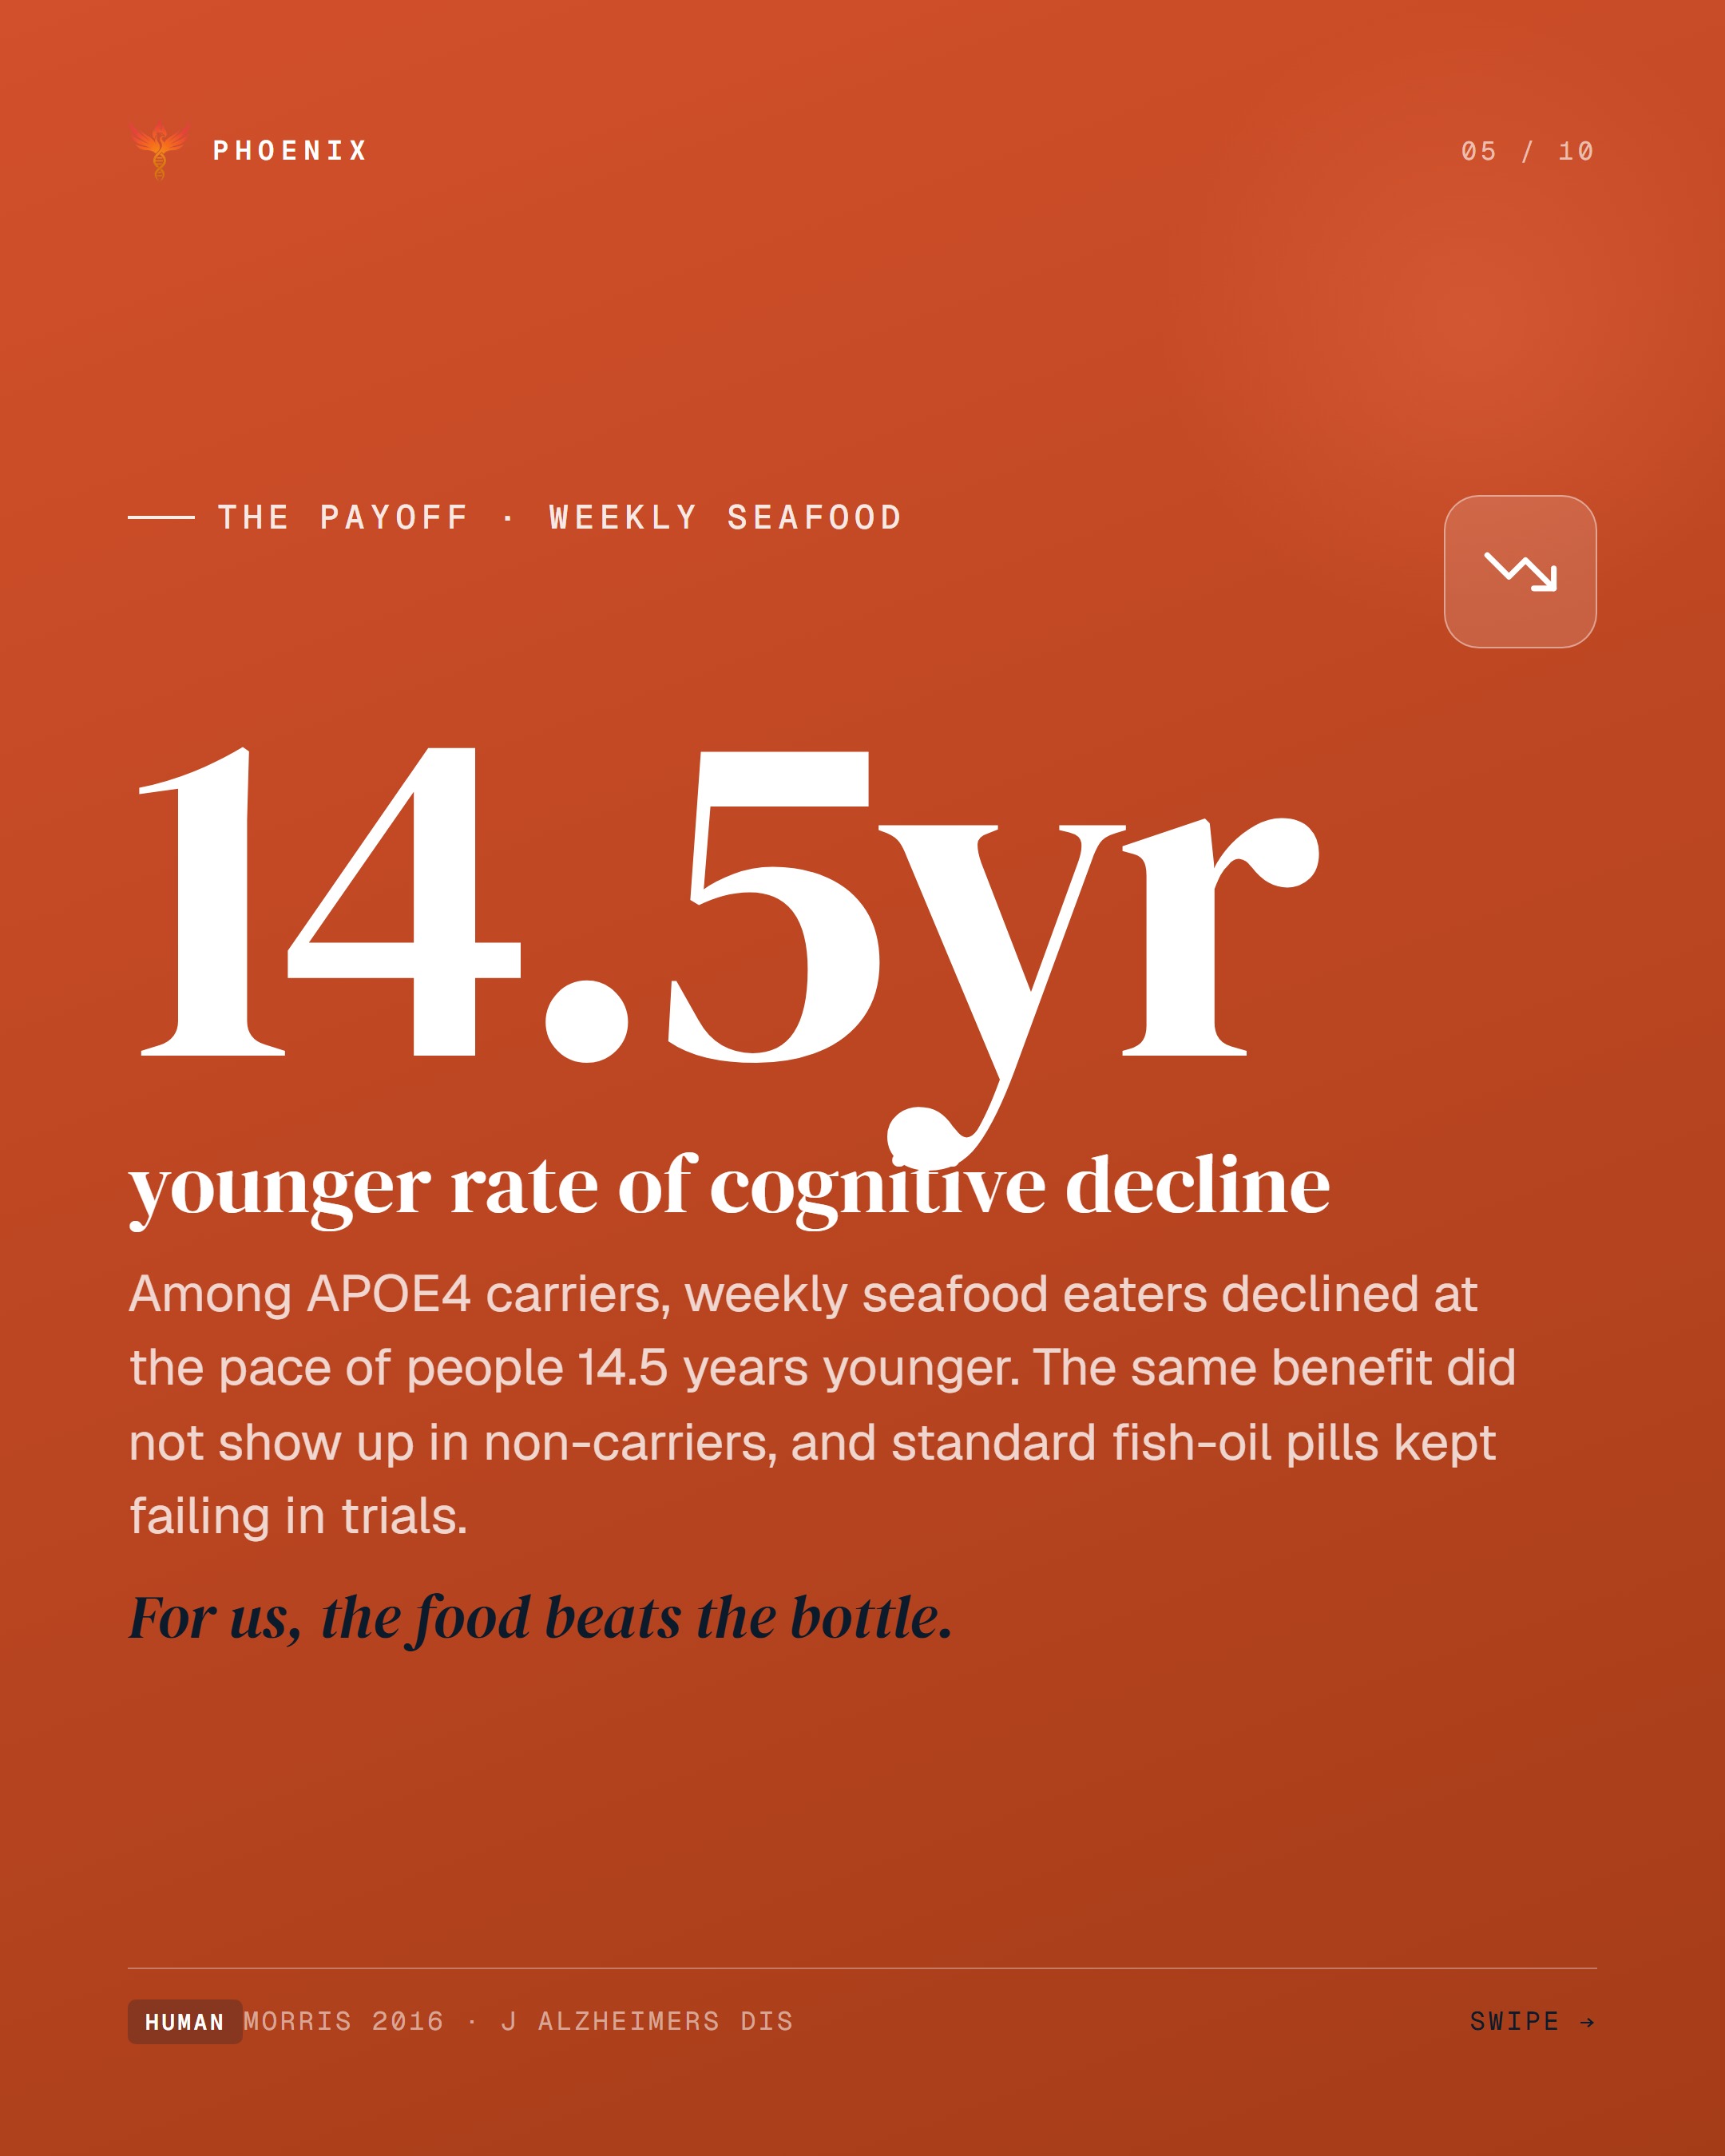 PHOENIX
05 / 10
THE PAYOFF · WEEKLY SEAFOOD
14.5yr
younger rate of cognitive decline
Among APOE4 carriers, weekly seafood eaters declined at
the pace of people 14.5 years younger. The same benefit did
not show up in non-carriers, and standard fish-oil pills kept
failing in trials.
For us, the food beats the bottle.
HUMAN MORRIS 2016 · J ALZHEIMERS DIS
SWIPE →